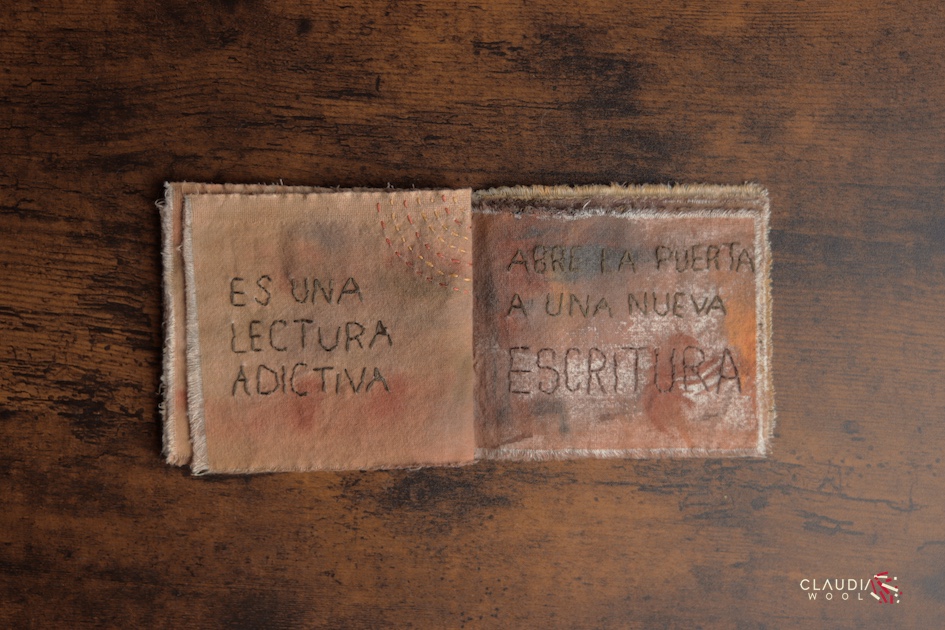 ES UNA
LECTURA
ADICTIVA
ABRE LA PUERTA
A UNA NUEVA
ESCRITURA
CLAUDIA
WOOL